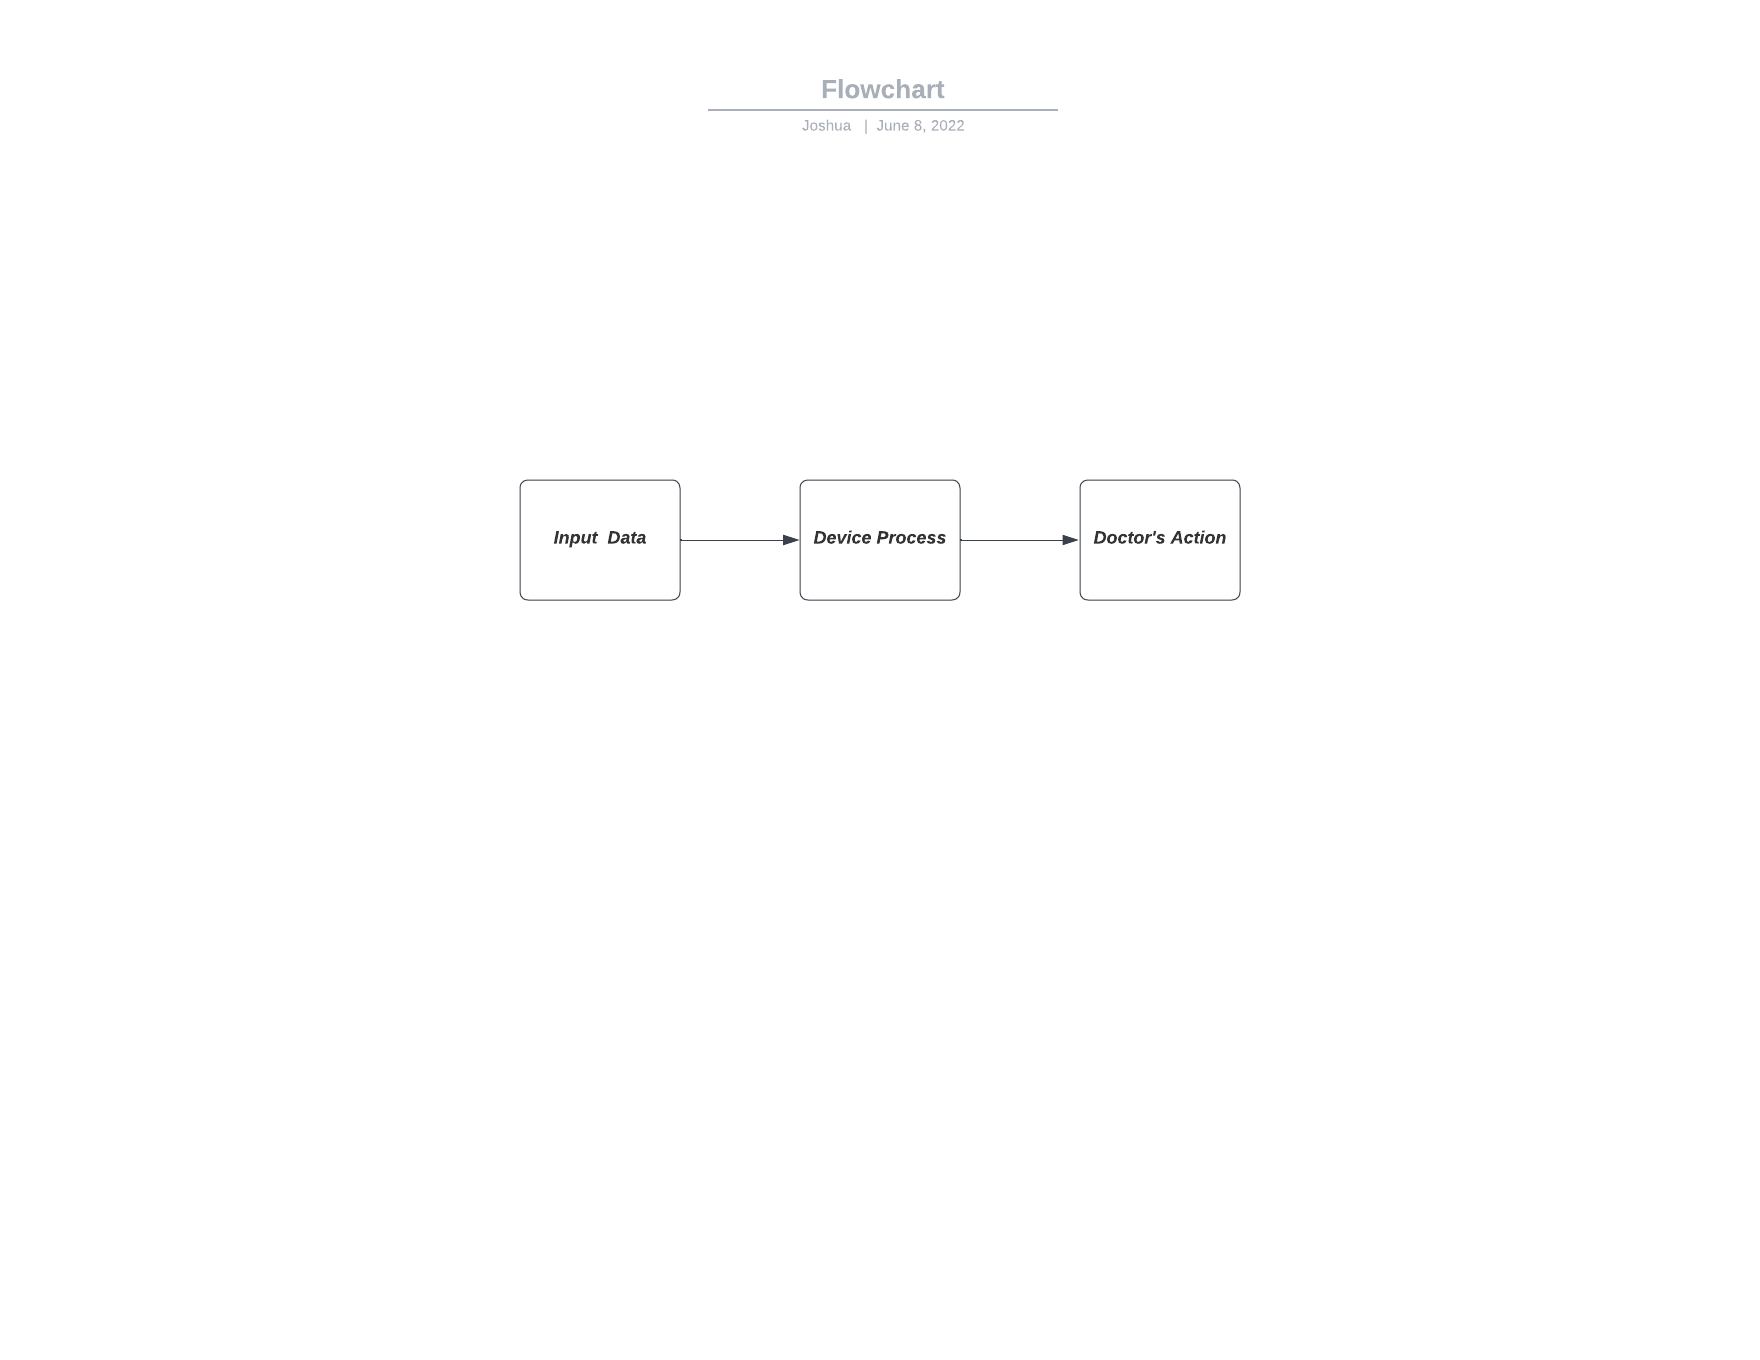 Flowchart
Joshua | June 8, 2022
Input Data
Device Process
Doctor's Action